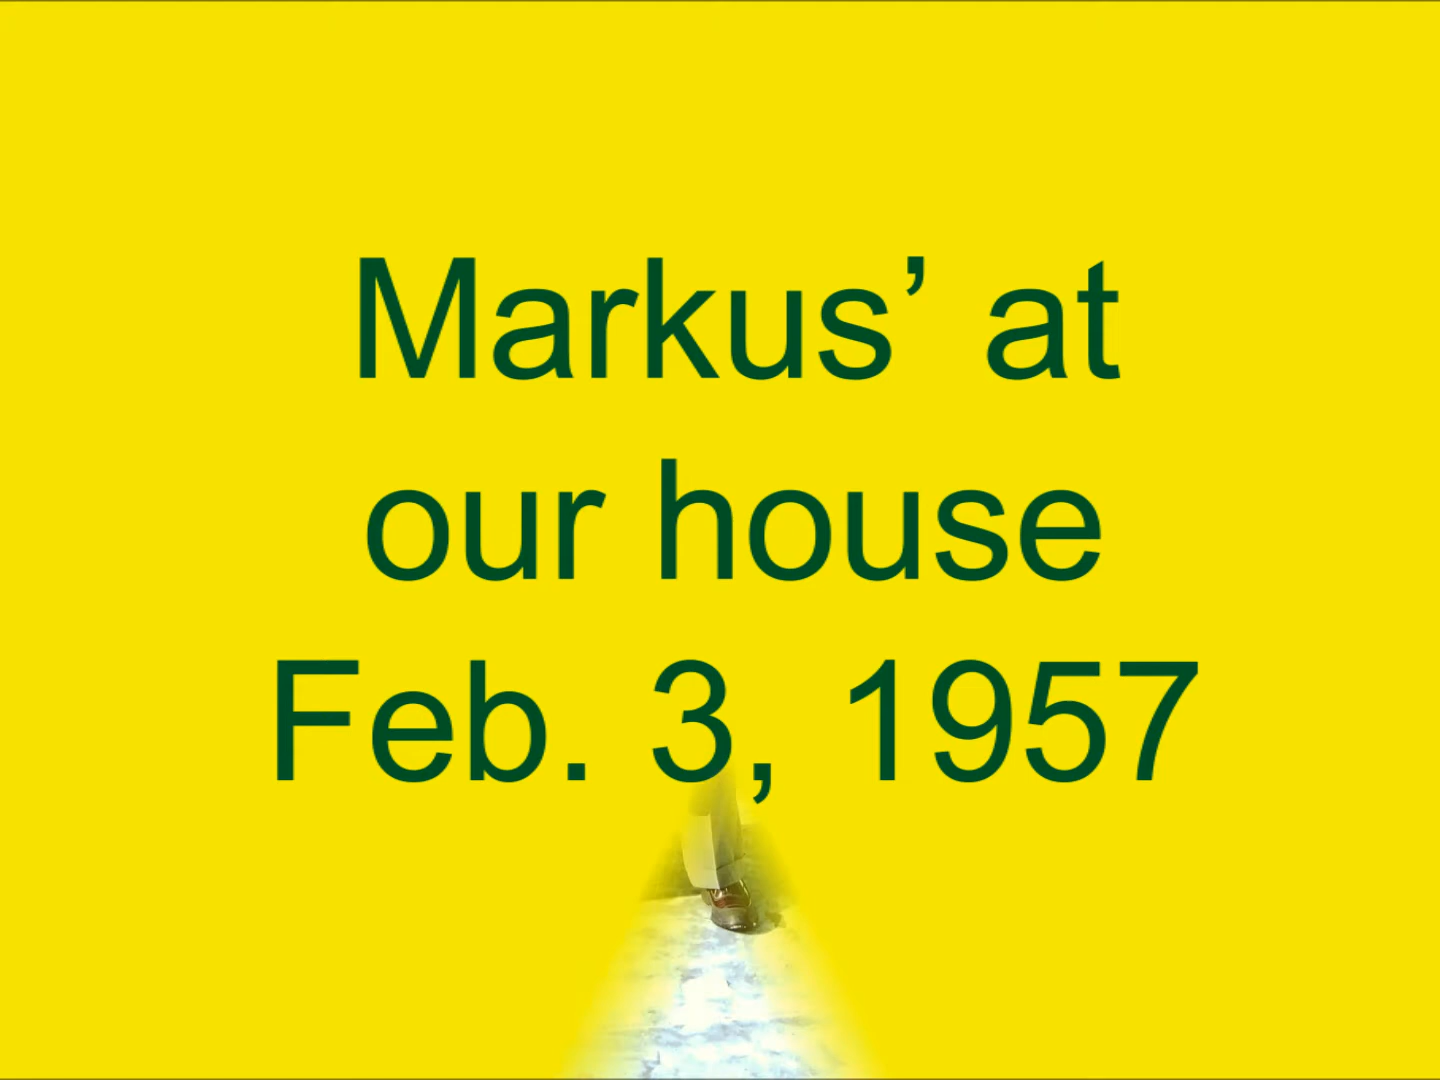 Markus’ at
our house
Feb. 3, 1957